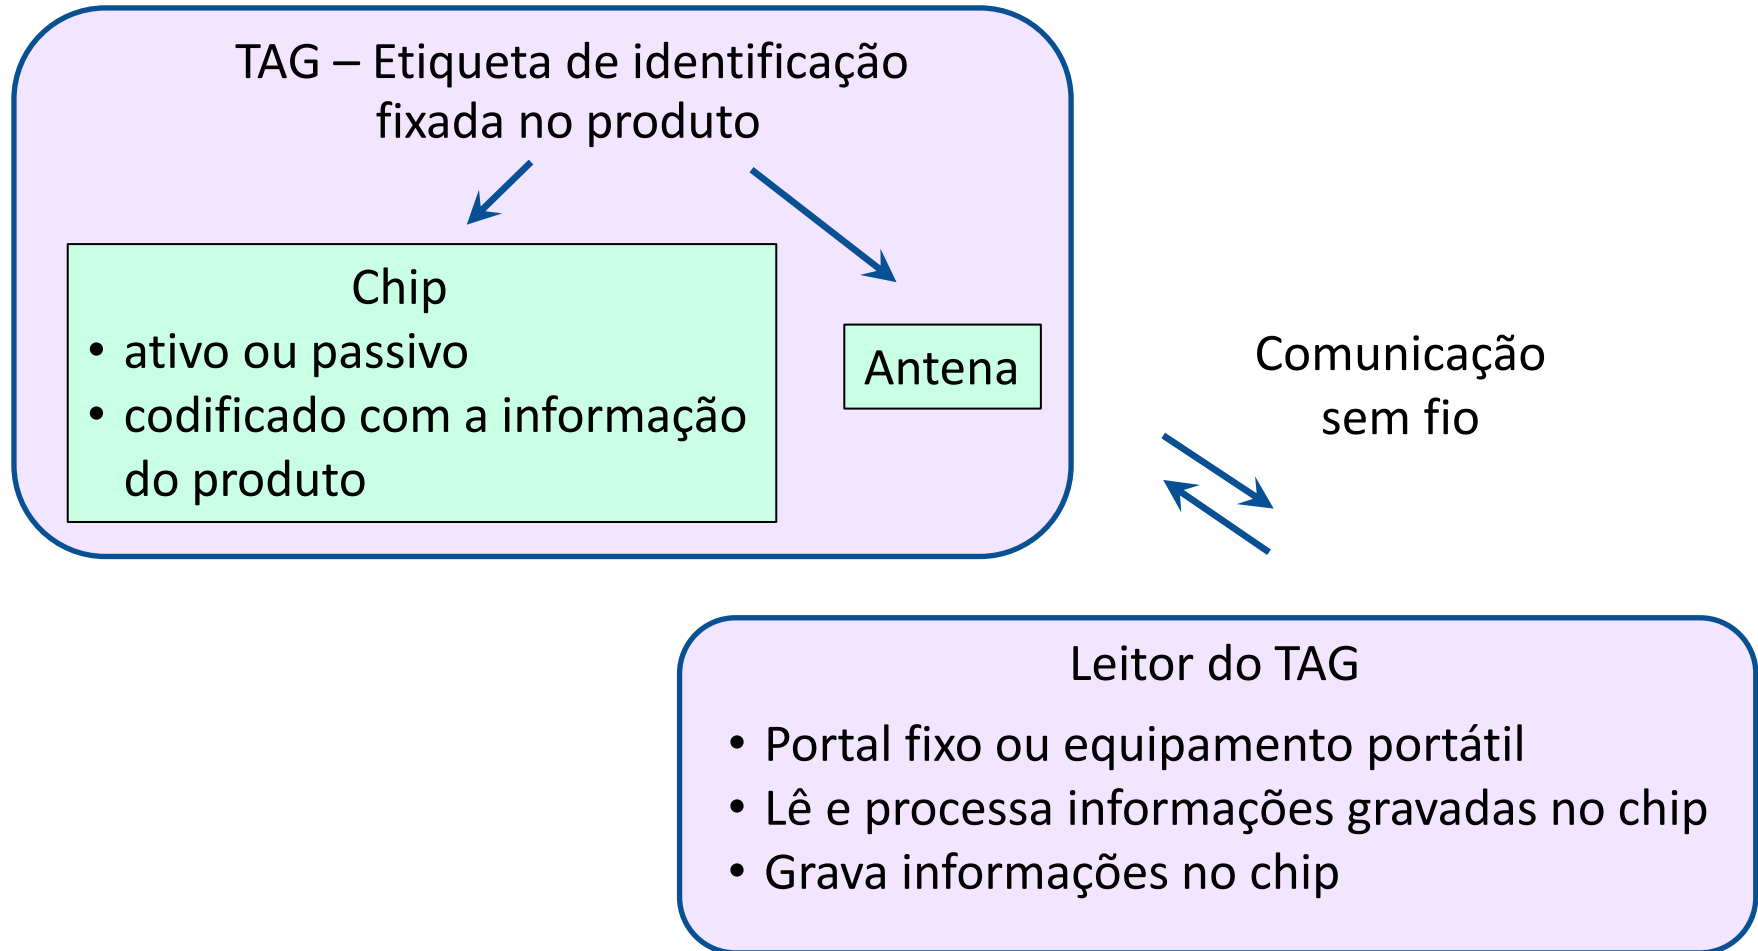 TAG – Etiqueta de identificação
fixada no produto
Chip
• ativo ou passivo
• codificado com a informação
do produto
Antena
Comunicação
sem fio
Leitor do TAG
• Portal fixo ou equipamento portátil
• Lê e processa informações gravadas no chip
• Grava informações no chip